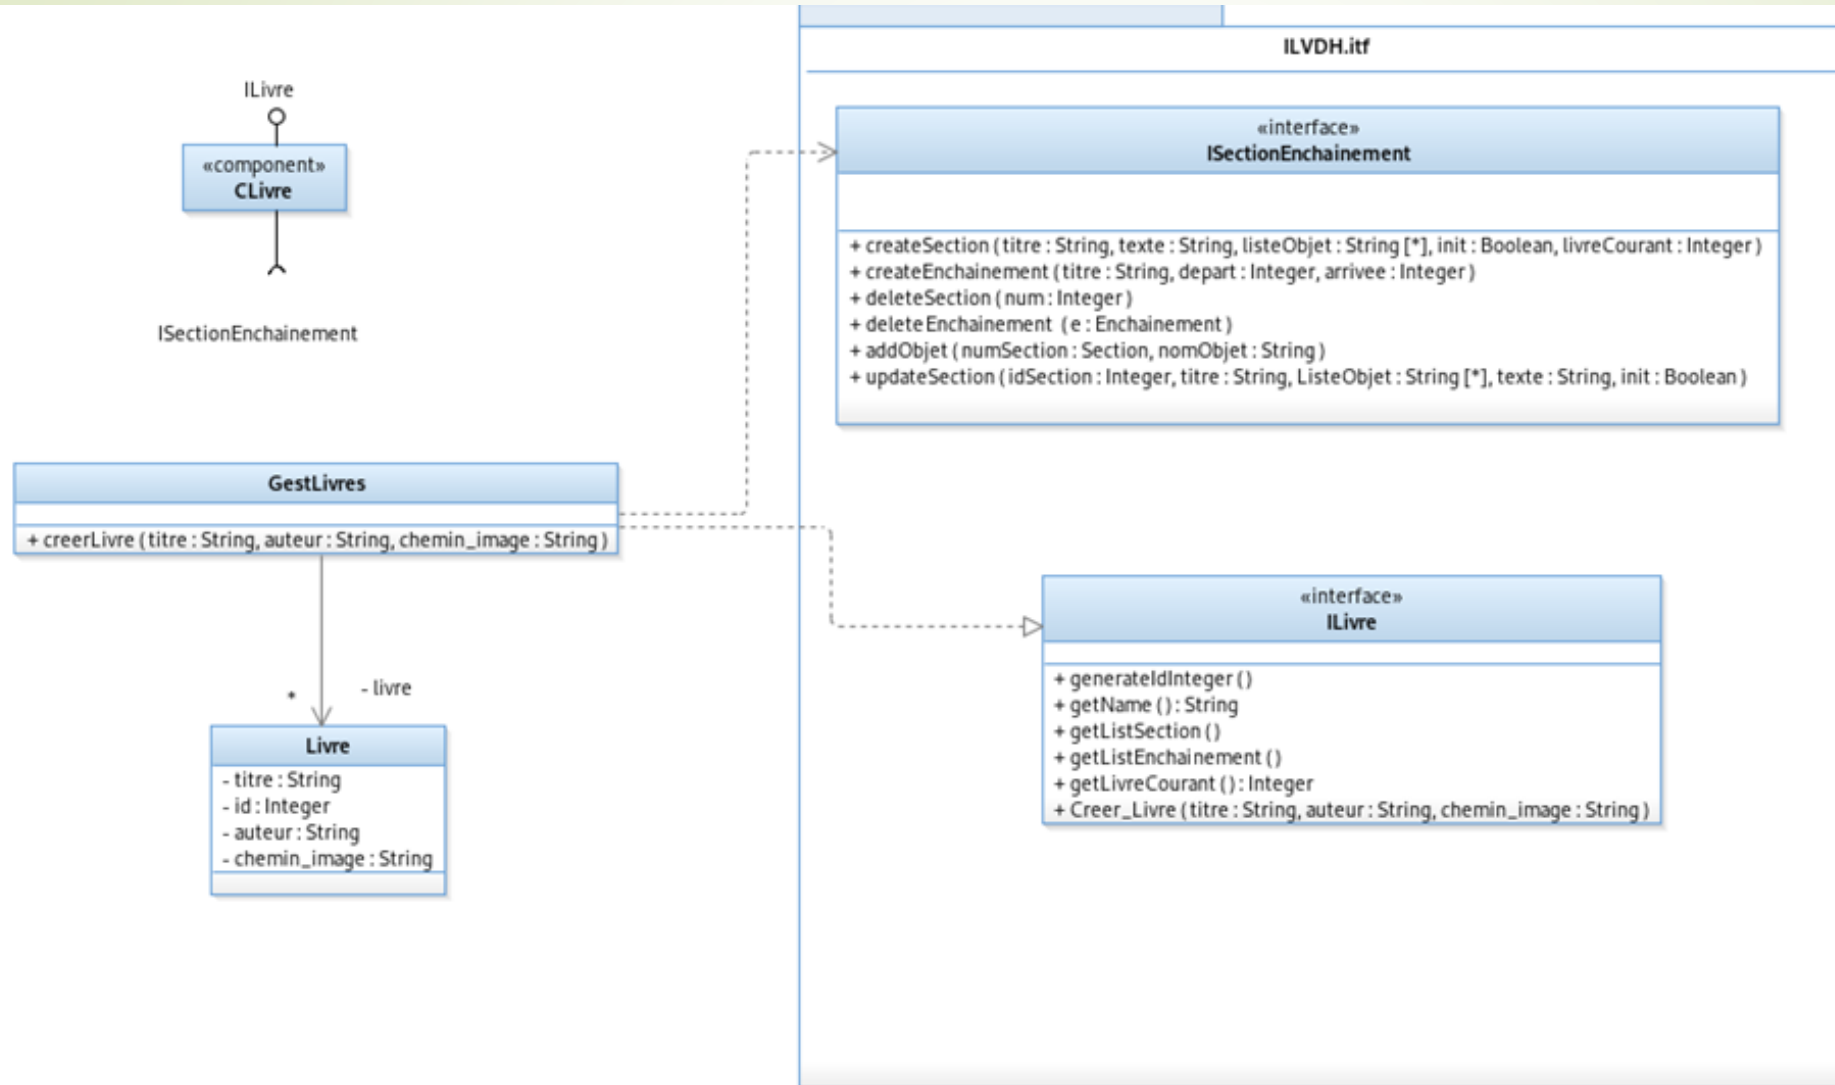 ILVDH.itf
ILivre
«component»
CLivre
ISectionEnchainement
«interface»
ISectionEnchainement
+ createSection ( titre : String, texte : String, listeObjet : String [*], init : Boolean, livreCourant : Integer )
+ createEnchainement ( titre : String, depart : Integer, arrivee : Integer )
+ deleteSection ( num : Integer )
+ deleteEnchainement ( e : Enchainement )
+ addObjet ( numSection : Section, nomObjet : String )
+ updateSection ( idSection : Integer, titre : String, ListeObjet : String [*], texte : String, init : Boolean )
GestLivres
+ creerLivre ( titre : String, auteur : String, chemin_image : String )
* - livre
Livre
- titre : String
- id : Integer
- auteur : String
- chemin_image : String
«interface»
ILivre
+ generateIdInteger ()
+ getName () : String
+ getListSection ()
+ getListEnchainement ()
+ getLivreCourant () : Integer
+ Creer_Livre ( titre : String, auteur : String, chemin_image : String )